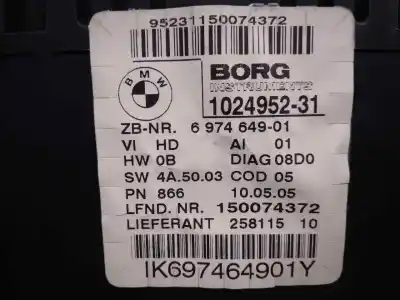 95231150074372
BMW
BORG
INSTRUMENTS
1024952-31
ZB-NR. 6 974 649-01
VI HD AI 01
HW 0B DIAG 08D0
SW 4A.50.03 COD 05
PN 866 10.05.05
LFND. NR. 150074372
LIEFERANT 258115 10
IK697464901Y